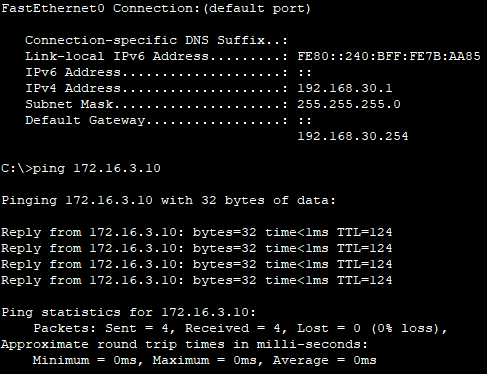 FastEthernet0 Connection:(default port)
Connection-specific DNS Suffix..:
Link-local IPv6 Address.........: FE80::240:BFF:FE7B:AA85
IPv6 Address....................: ::
IPv4 Address....................: 192.168.30.1
Subnet Mask.....................: 255.255.255.0
Default Gateway.................: ::
192.168.30.254
C:\>ping 172.16.3.10
Pinging 172.16.3.10 with 32 bytes of data:
Reply from 172.16.3.10: bytes=32 time<1ms TTL=124
Reply from 172.16.3.10: bytes=32 time<1ms TTL=124
Reply from 172.16.3.10: bytes=32 time<1ms TTL=124
Reply from 172.16.3.10: bytes=32 time<1ms TTL=124
Ping statistics for 172.16.3.10:
Packets: Sent = 4, Received = 4, Lost = 0 (0% loss),
Approximate round trip times in milli-seconds:
Minimum = 0ms, Maximum = 0ms, Average = 0ms